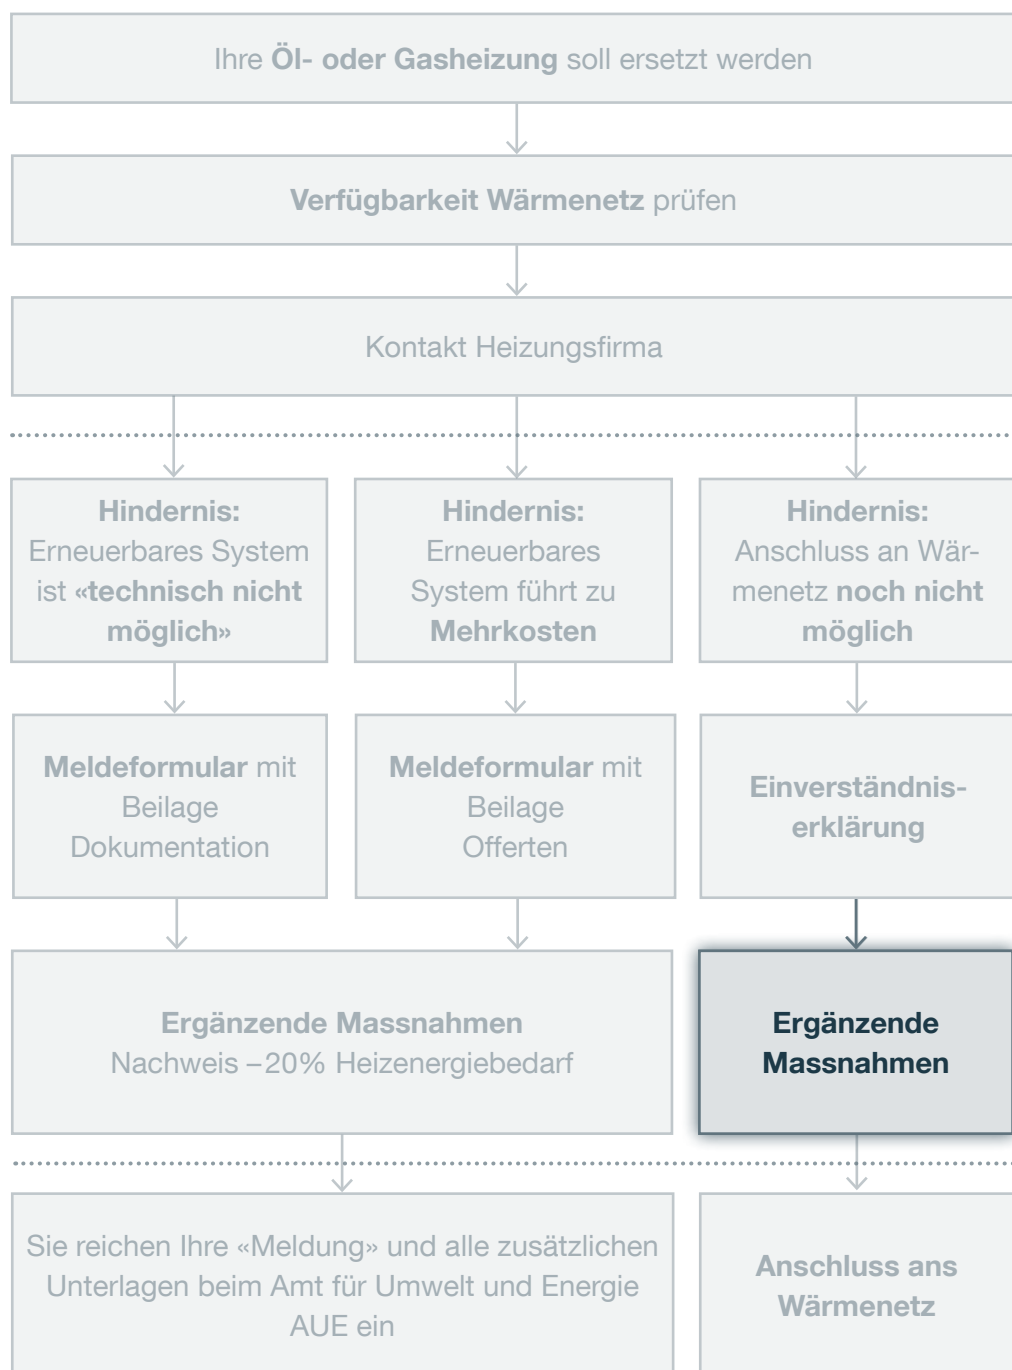 Ihre Öl- oder Gasheizung soll ersetzt werden
Verfügbarkeit Wärmenetz prüfen
Kontakt Heizungsfirma
Hindernis:
Erneuerbares System
ist «technisch nicht
möglich»
Hindernis:
Erneuerbares
System führt zu
Mehrkosten
Hindernis:
Anschluss an Wär-
menetz noch nicht
möglich
Meldeformular mit
Beilage
Dokumentation
Meldeformular mit
Beilage
Offerten
Einverständnis-
erklärung
Ergänzende Massnahmen
Nachweis –20% Heizenergiebedarf
Ergänzende
Massnahmen
Sie reichen Ihre «Meldung» und alle zusätzlichen
Unterlagen beim Amt für Umwelt und Energie
AUE ein
Anschluss ans
Wärmenetz